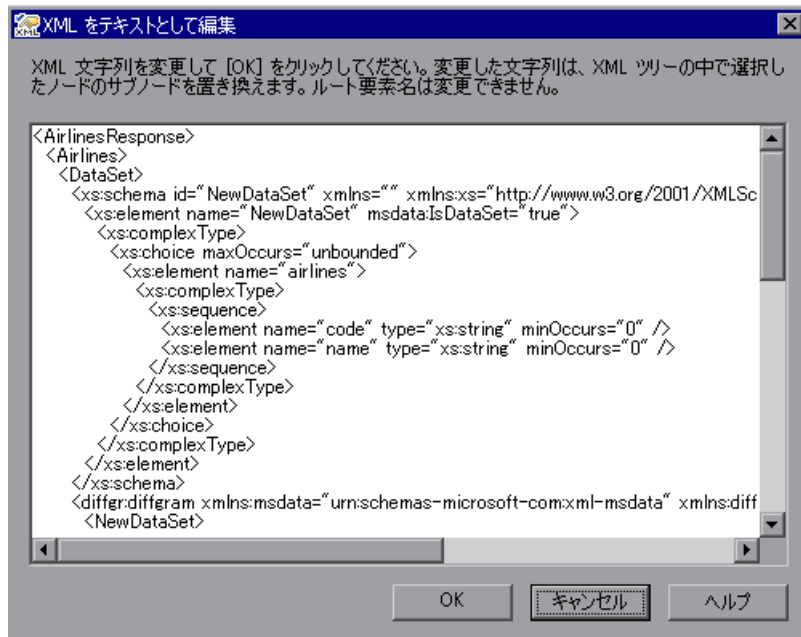 XML をテキストとして編集
XML 文字列を変更して [OK] をクリックしてください。変更した文字列は、XML ツリーの中で選択し
たノードのサブノードを置き換えます。ルート要素名は変更できません。
<AirlinesResponse>
<Airlines>
<DataSet>
<xs:schema id="NewDataSet" xmlns="" xmlns:xs="http://www.w3.org/2001/XMLSc
<xs:element name="NewDataSet" msdata:IsDataSet="true">
<xs:complexType>
<xs:choice maxOccurs="unbounded">
<xs:element name="airlines">
<xs:complexType>
<xs:sequence>
<xs:element name="code" type="xs:string" minOccurs="0" />
<xs:element name="name" type="xs:string" minOccurs="0" />
</xs:sequence>
</xs:complexType>
</xs:element>
</xs:choice>
</xs:complexType>
</xs:element>
</xs:schema>
<diffgr:diffgram xmlns:msdata="urn:schemas-microsoft-com:xml-msdata" xmlns:diff
<NewDataSet>
OK キャンセル ヘルプ